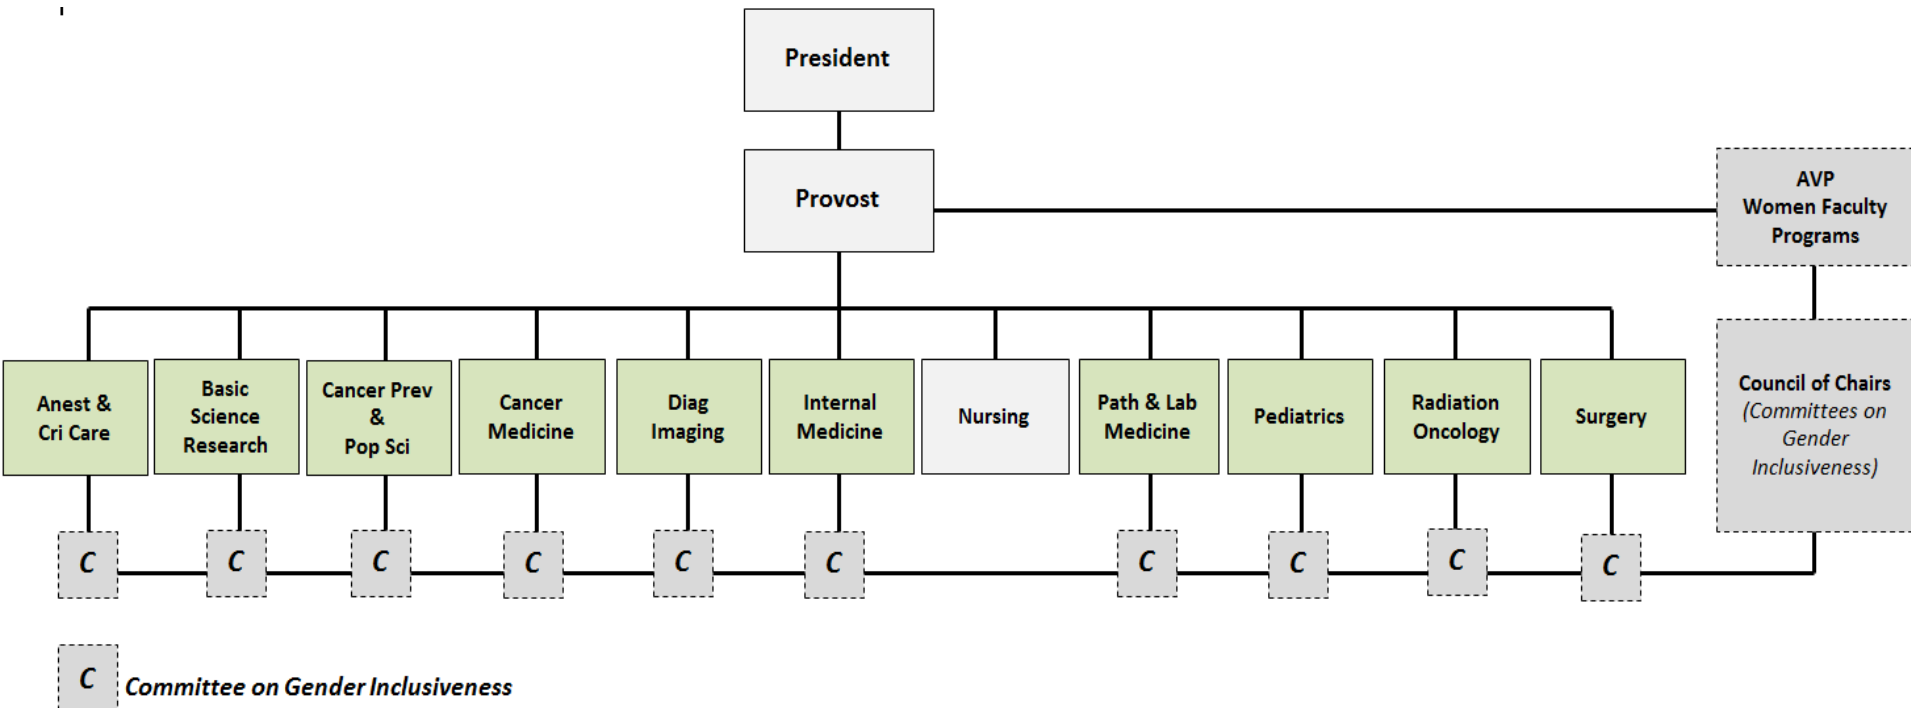 President
Provost
AVP
Women Faculty
Programs
Anest &
Cri Care
Basic
Science
Research
Cancer Prev
&
Pop Sci
Cancer
Medicine
Diag
Imaging
Internal
Medicine
Nursing
Path & Lab
Medicine
Pediatrics
Radiation
Oncology
Surgery
Council of Chairs
(Committees on
Gender
Inclusiveness)
C
C
C
C
C
C
C
C
C
C
C
Committee on Gender Inclusiveness